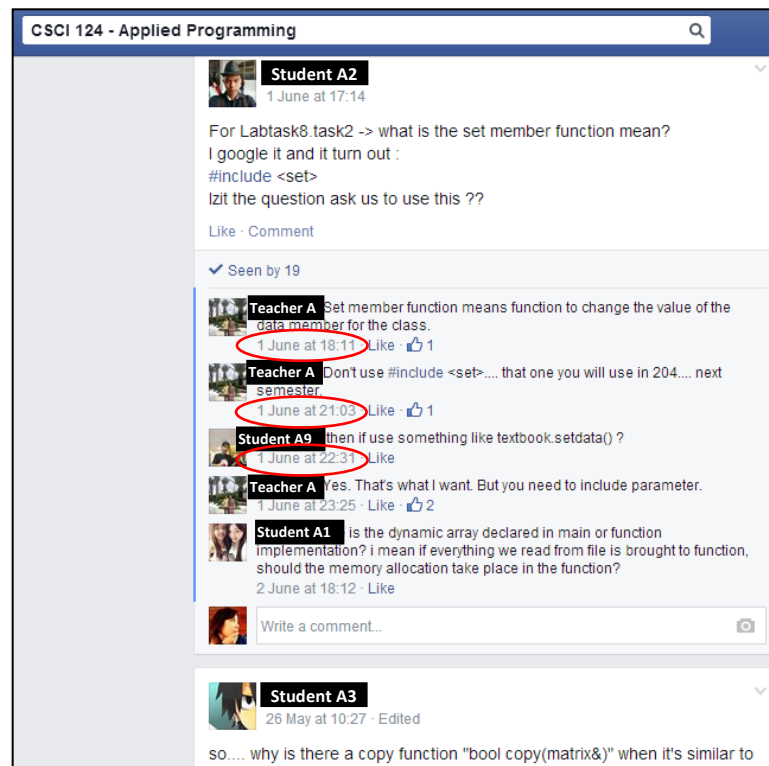 CSCI 124 - Applied Programming
Student A2
1 June at 17:14
For Labtask8.task2 -> what is the set member function mean?
I google it and it turn out :
#include <set>
Izit the question ask us to use this ??
Like · Comment
Seen by 19
Teacher A Set member function means function to change the value of the
data member for the class.
1 June at 18:11 · Like · 1
Teacher A Don't use #include <set>.... that one you will use in 204.... next
semester.
1 June at 21:03 · Like · 1
Student A9 then if use something like textbook.setdata() ?
1 June at 22:31 · Like
Teacher A Yes. That's what I want. But you need to include parameter.
1 June at 23:25 · Like · 2
Student A1 is the dynamic array declared in main or function
implementation? i mean if everything we read from file is brought to function,
should the memory allocation take place in the function?
2 June at 18:12 · Like
Write a comment...
Student A3
26 May at 10:27 · Edited
so.... why is there a copy function "bool copy(matrix&)" when it's similar to